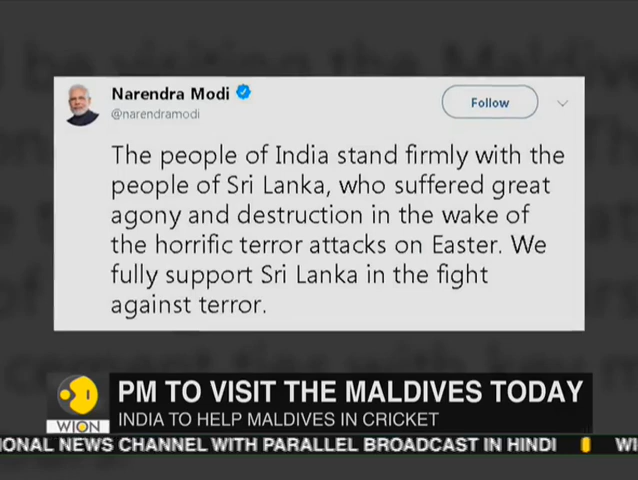 Narendra Modi
@narendramodi
Follow
The people of India stand firmly with the
people of Sri Lanka, who suffered great
agony and destruction in the wake of
the horrific terror attacks on Easter. We
fully support Sri Lanka in the fight
against terror.
PM TO VISIT THE MALDIVES TODAY
INDIA TO HELP MALDIVES IN CRICKET
WION
IONAL NEWS CHANNEL WITH PARALLEL BROADCAST IN HINDI WI